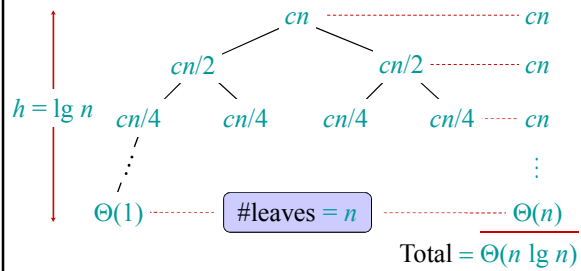 cn cn
cn/2 cn/2 cn
h = lg n cn/4 cn/4 cn/4 cn/4 cn
⋮ ⋮
Θ(1) #leaves = n Θ(n)
Total = Θ(n lg n)